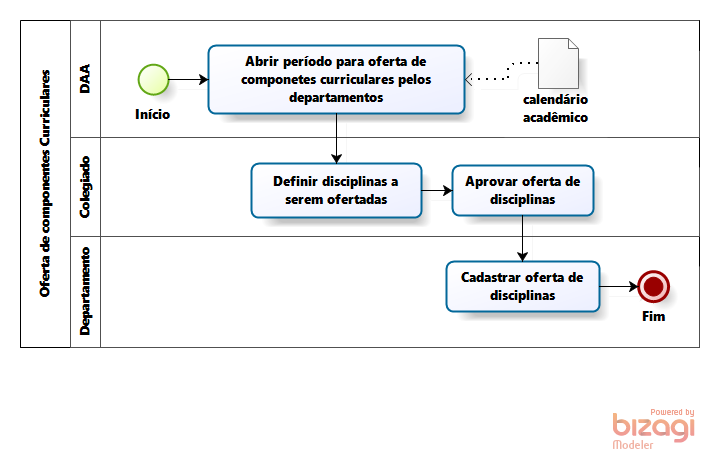 Oferta de componentes Curriculares
DAA
Início
Abrir período para oferta de
componetes curriculares pelos
departamentos
calendário
acadêmico
Colegiado
Definir disciplinas a
serem ofertadas
Aprovar oferta de
disciplinas
Departamento
Cadastrar oferta de
disciplinas
Fim
Powered by
bizagi
Modeler